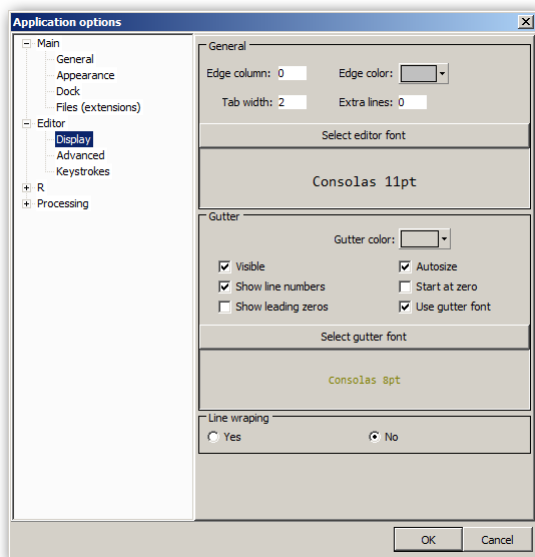 Application options
Main
General
Appearance
Dock
Files (extensions)
Editor
Display
Advanced
Keystrokes
R
Processing
General
Edge column: 0 Edge color:
Tab width: 2 Extra lines: 0
Select editor font
Consolas 11pt
Gutter
Gutter color:
Visible Autosize
Show line numbers Start at zero
Show leading zeros Use gutter font
Select gutter font
Consolas 8pt
Line wraping
Yes No
OK Cancel